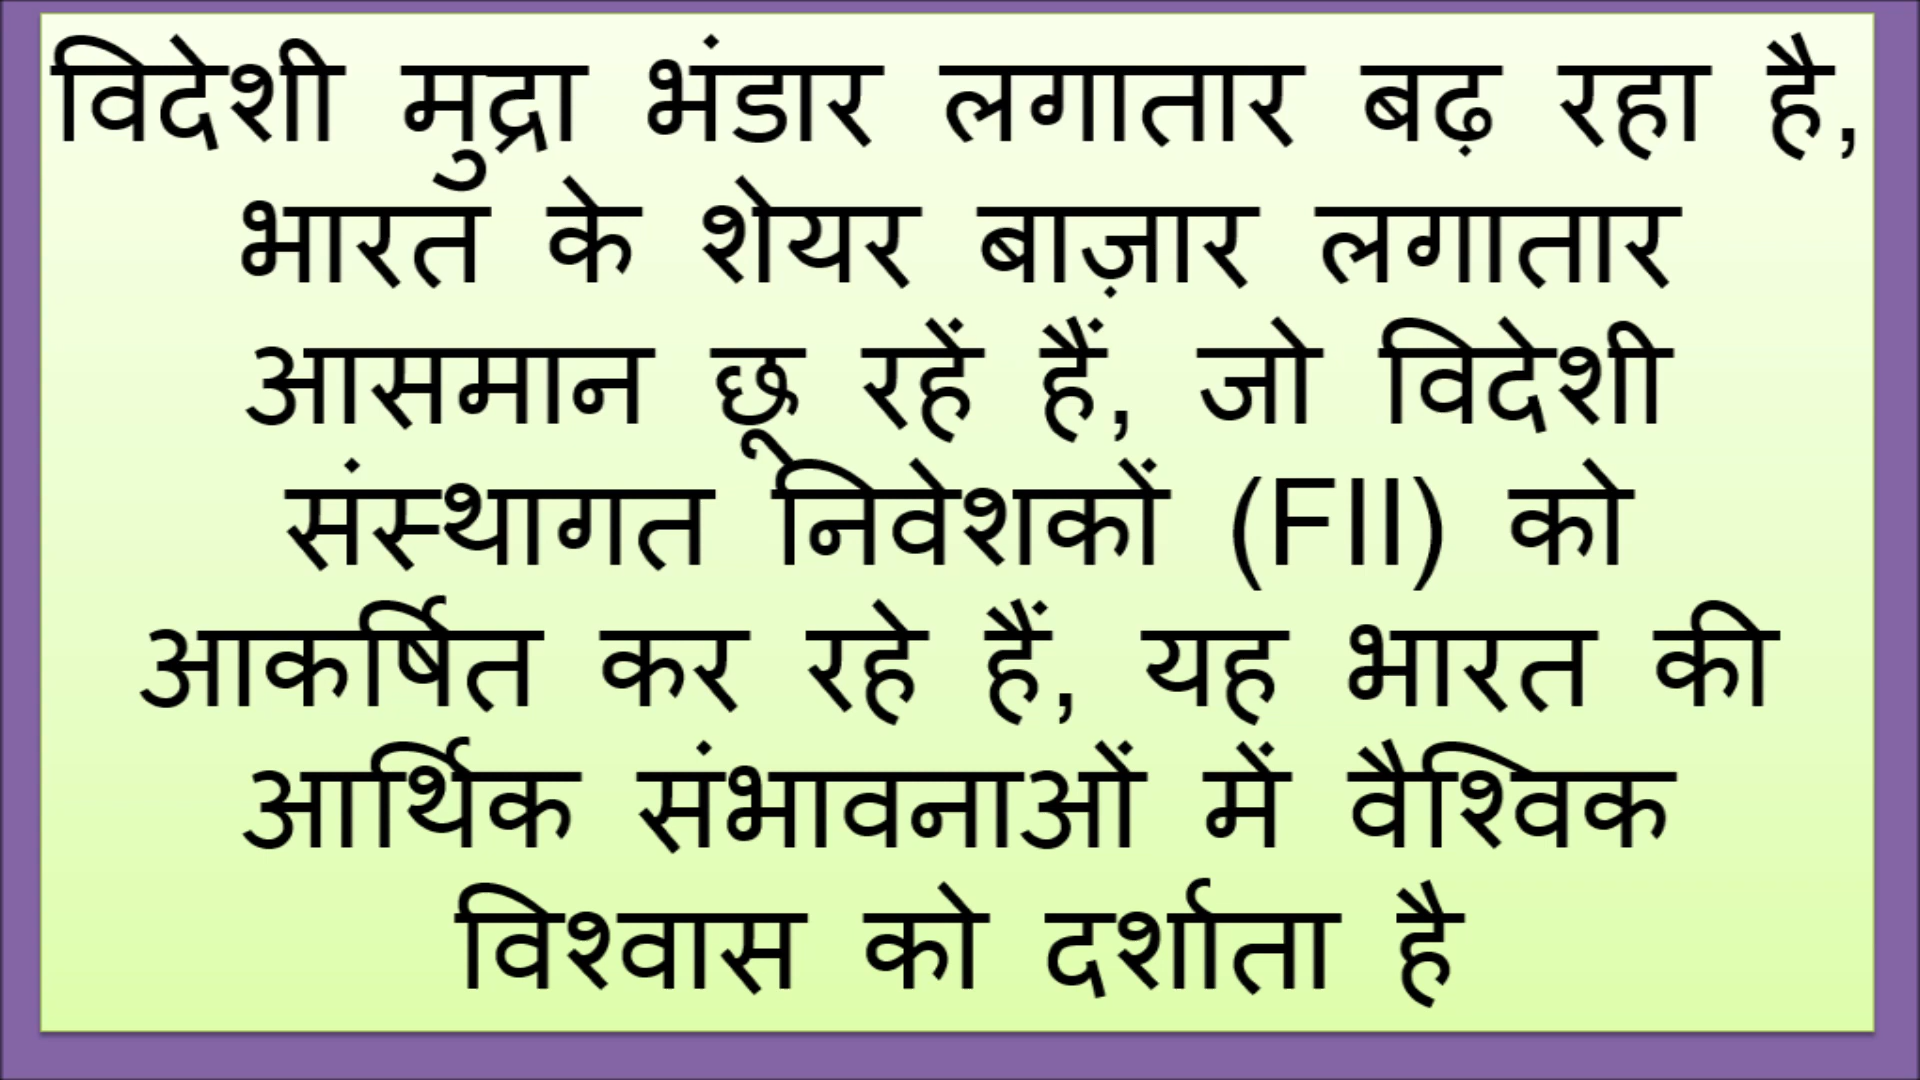 विदेशी मुद्रा भंडार लगातार बढ़ रहा है,
भारत के शेयर बाज़ार लगातार
आसमान छू रहें हैं, जो विदेशी
संस्थागत निवेशकों (FII) को
आकर्षित कर रहे हैं, यह भारत की
आर्थिक संभावनाओं में वैश्विक
विश्वास को दर्शाता है